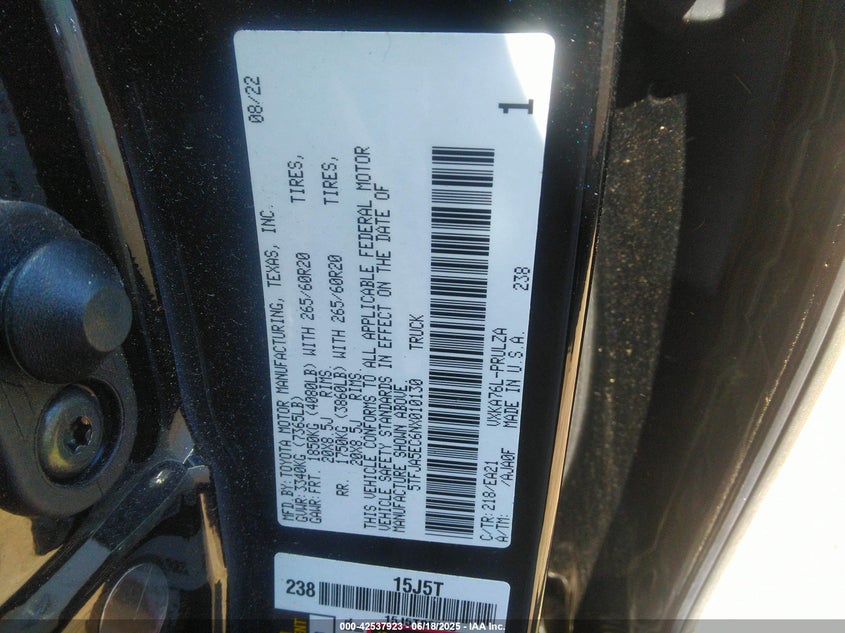 MFD BY: TOYOTA MOTOR MANUFACTURING, TEXAS, INC. 08/22
GVWR: 3340KG (7365LB)
GAWR: FRT. 1850KG (4080LB) WITH 265/60R20 TIRES,
20X8.5J RIMS,
RR. 1750KG (3860LB) WITH 265/60R20 TIRES,
20X8.5J RIMS.
THIS VEHICLE CONFORMS TO ALL APPLICABLE FEDERAL MOTOR
VEHICLE SAFETY STANDARDS IN EFFECT ON THE DATE OF
MANUFACTURE SHOWN ABOVE.
5TFJA5EC6NX010130 TRUCK
1
C/TR: 218/EA21 VXKA76L-PRULZA 238
A/TM: /AJA0F MADE IN U.S.A.
238 15J5T
000-42537923 - 06/18/2025 - IAA Inc.